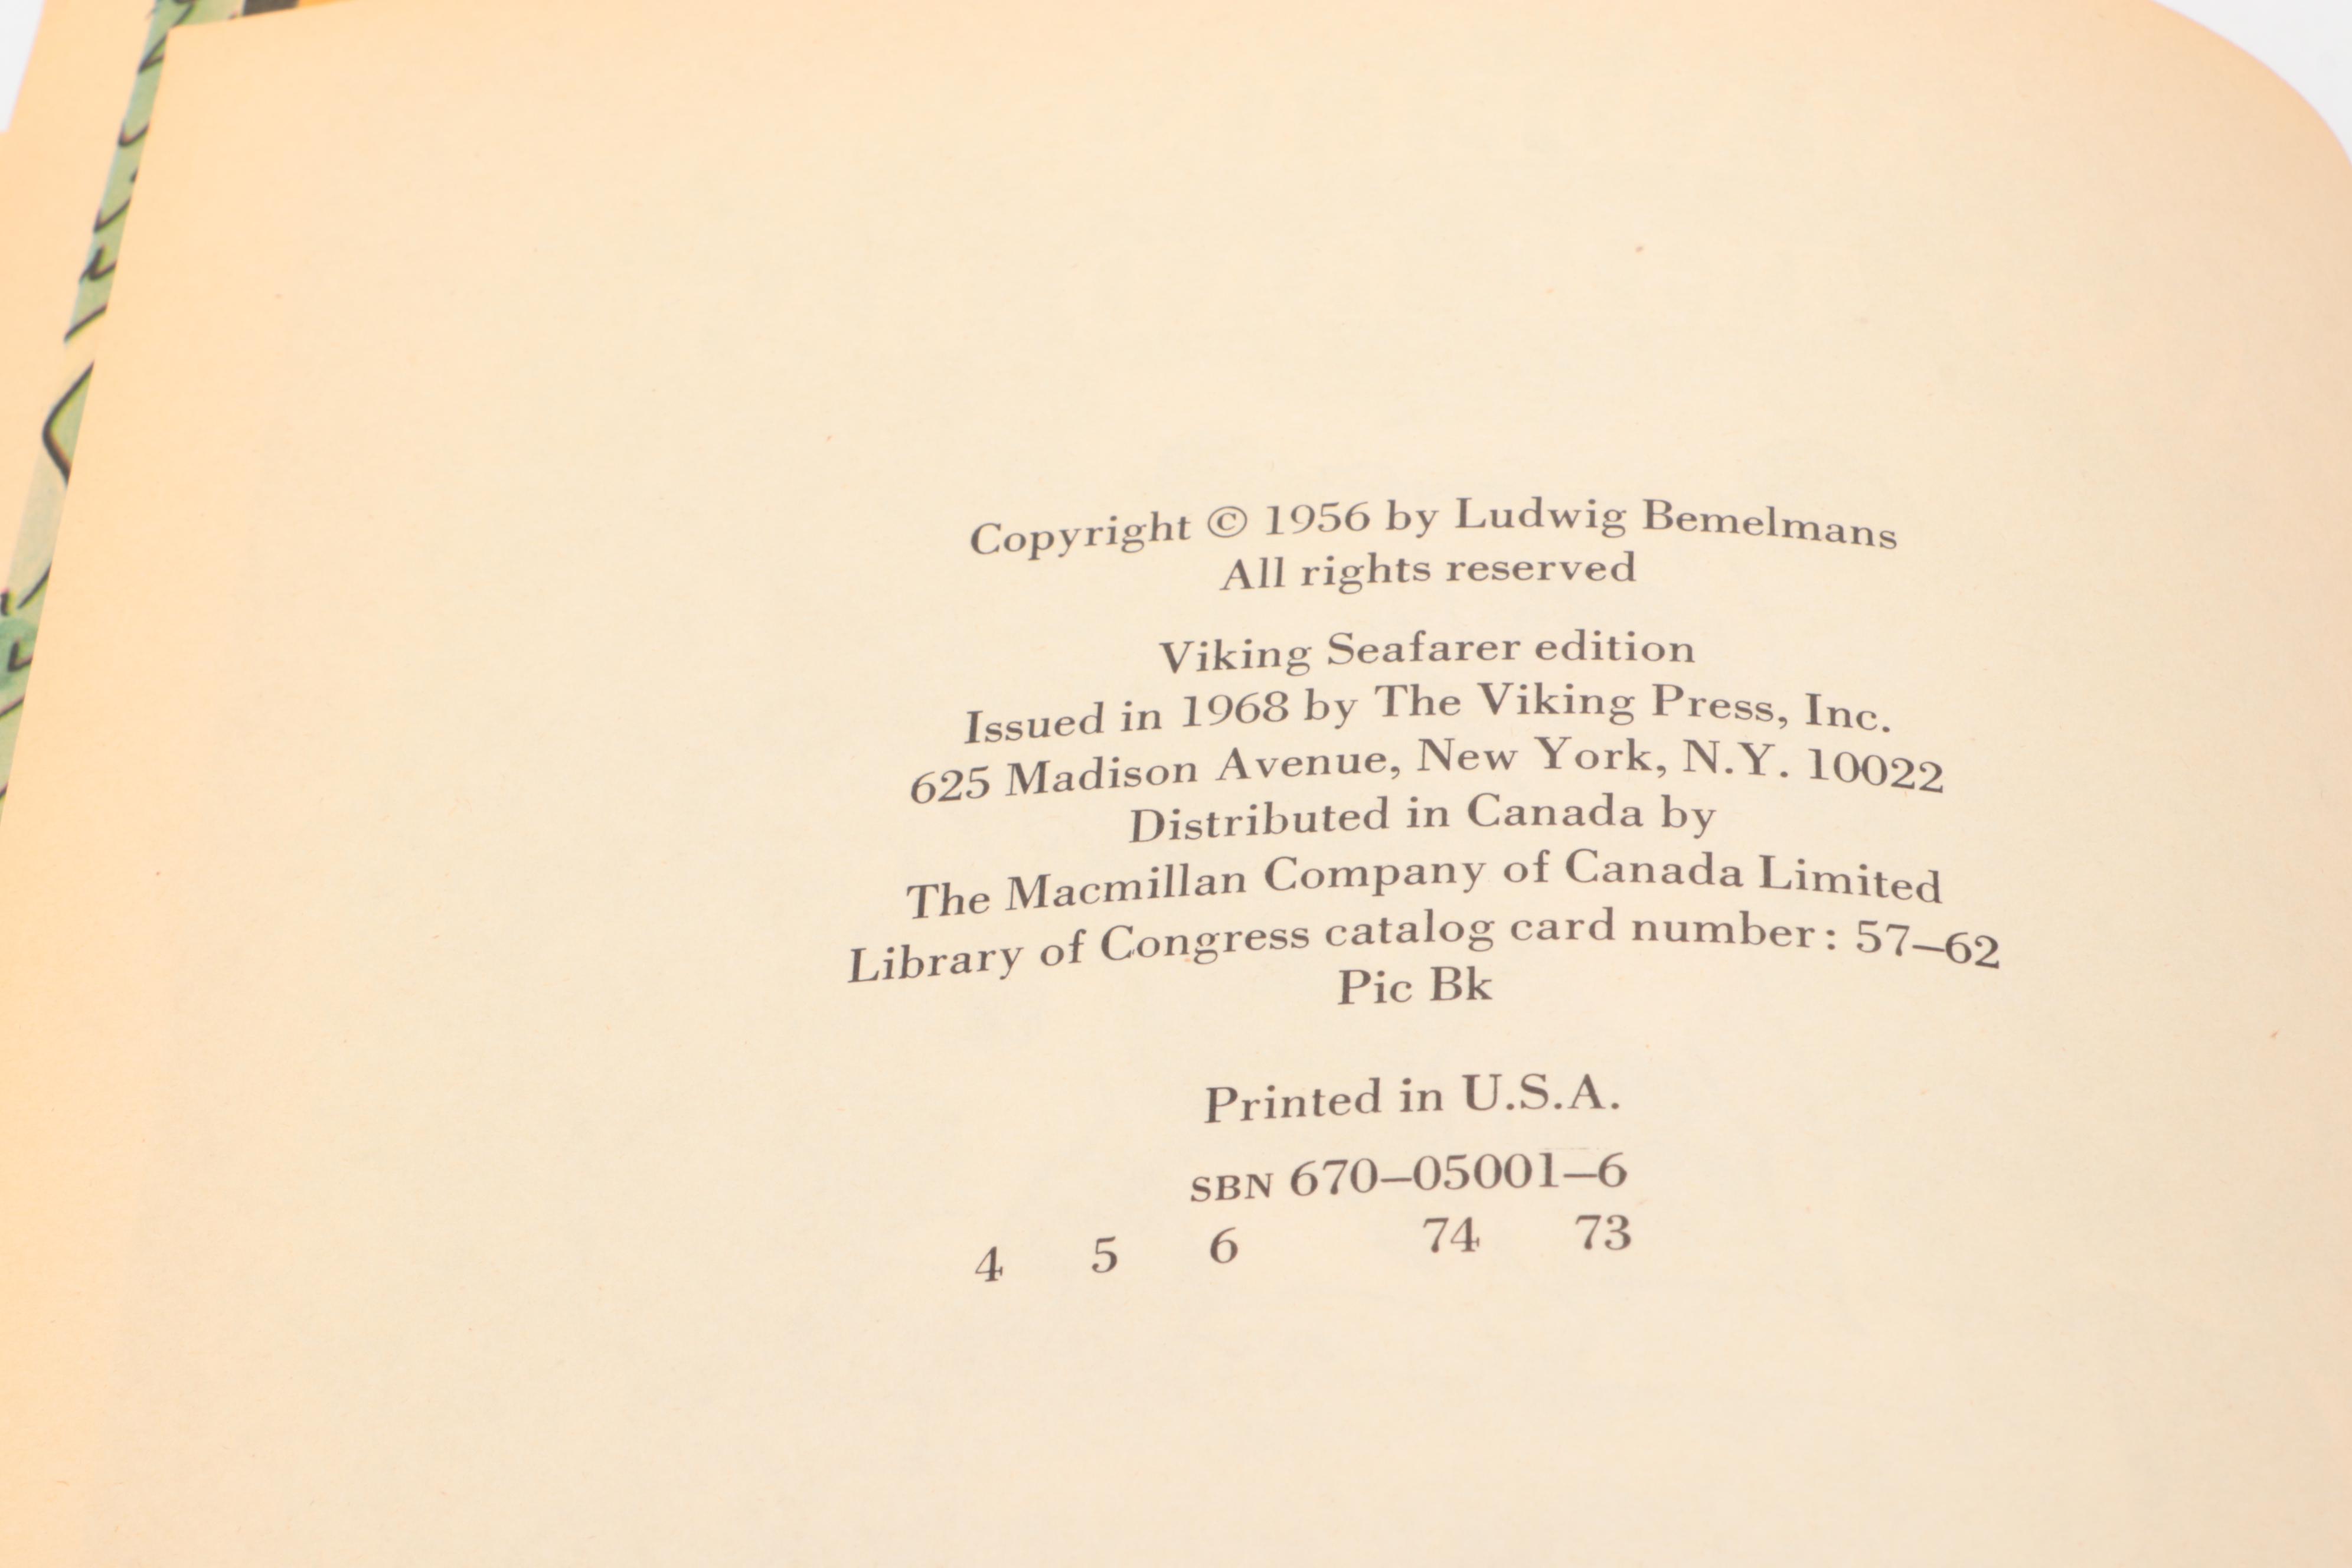 Copyright © 1956 by Ludwig Bemelmans
All rights reserved
Viking Seafarer edition
Issued in 1968 by The Viking Press, Inc.
625 Madison Avenue, New York, N.Y. 10022
Distributed in Canada by
The Macmillan Company of Canada Limited
Library of Congress catalog card number: 57–62
Pic Bk
Printed in U.S.A.
SBN 670–05001–6
4 5 6 74 73